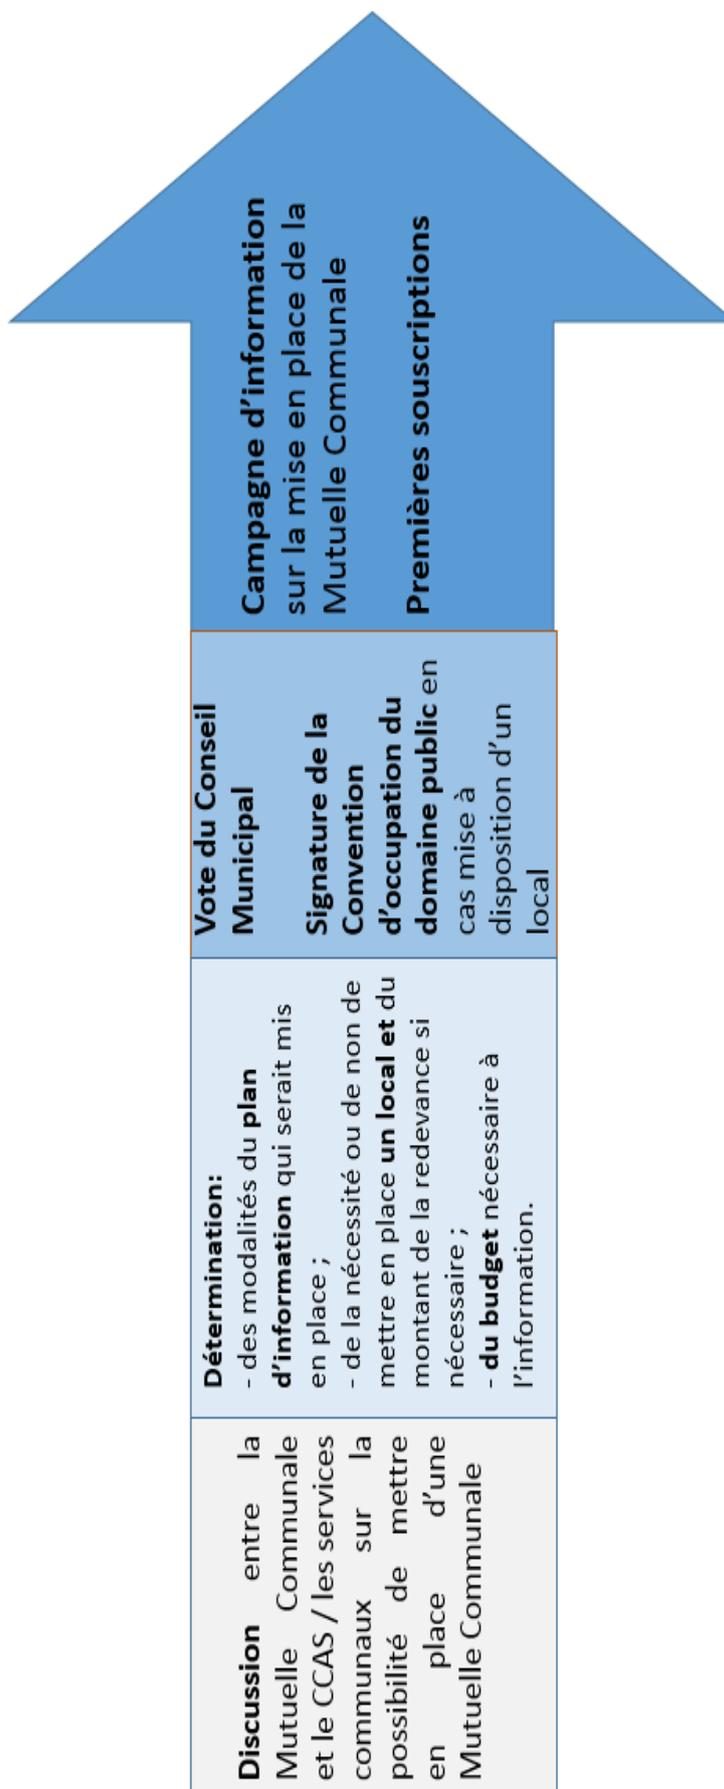 Discussion entre la
Mutuelle Communale
et le CCAS / les services
communaux sur la
possibilité de mettre
en place d’une
Mutuelle Communale
Détermination:
- des modalités du plan
d’information qui serait mis
en place ;
- de la nécessité ou de non de
mettre en place un local et du
montant de la redevance si
nécessaire ;
- du budget nécessaire à
l’information.
Vote du Conseil
Municipal
Signature de la
Convention
d’occupation du
domaine public en
cas mise à
disposition d’un
local
Campagne d’information
sur la mise en place de la
Mutuelle Communale
Premières souscriptions